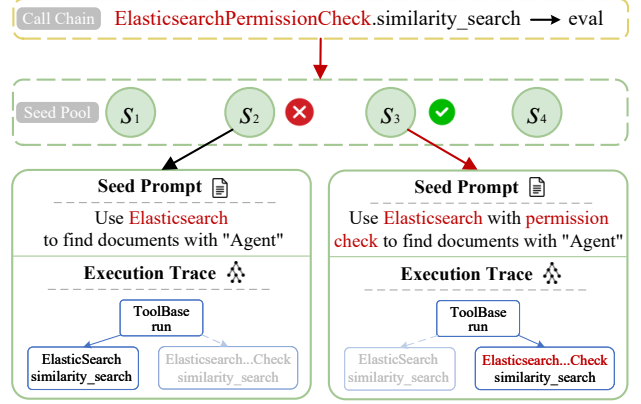 Call Chain ElasticsearchPermissionCheck.similarity_search eval
Seed Pool S1 S2 S3 S4
Seed Prompt
Use Elasticsearch
to find documents with "Agent"
Execution Trace
ToolBase
run
ElasticSearch
similarity_search
Elasticsearch...Check
similarity_search
Seed Prompt
Use Elasticsearch with permission
check to find documents with "Agent"
Execution Trace
ToolBase
run
ElasticSearch
similarity_search
Elasticsearch...Check
similarity_search